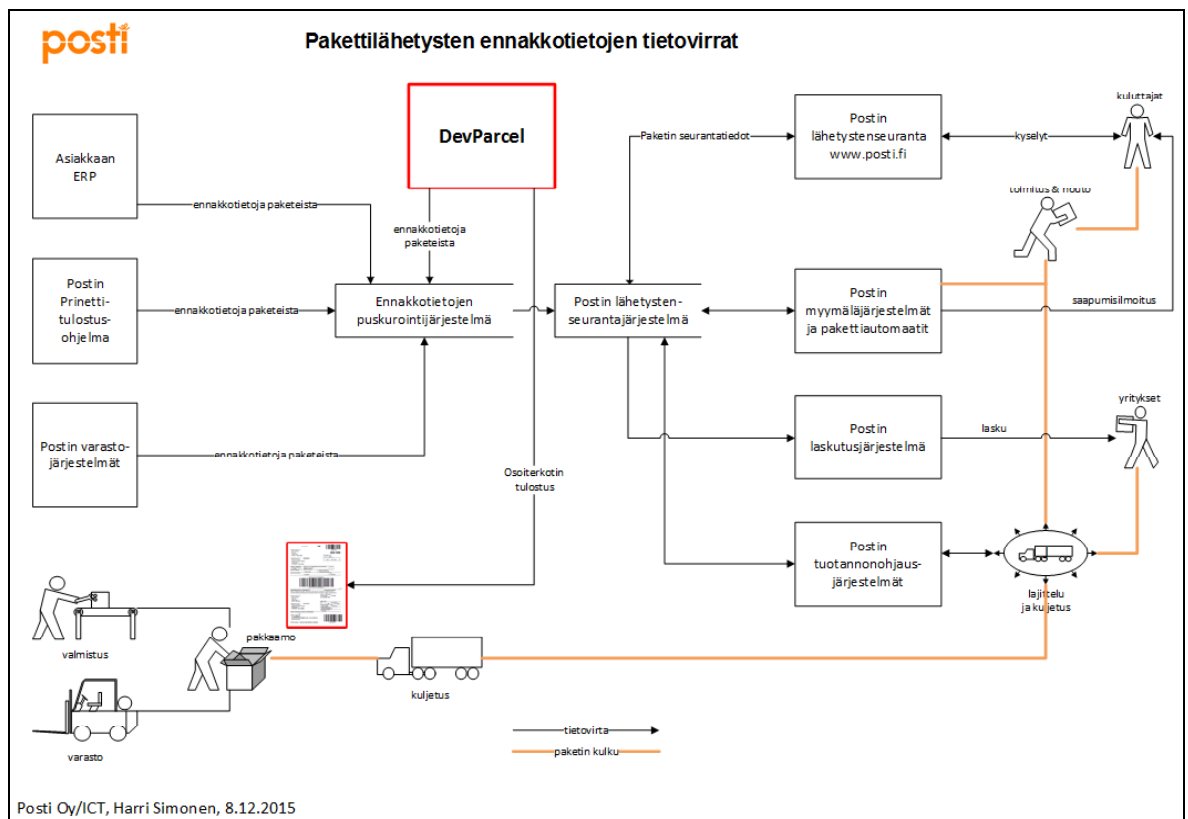 posti
Pakettilähetysten ennakkotietojen tietovirrat
Asiakkaan
ERP
DevParcel
Postin
lähetystenseuranta
www.posti.fi
kuluttajat
Paketin seurantatiedot
kyselyt
toimitus & nouto
ennakkotietoja paketeista
ennakkotietoja
paketeista
Postin
Prinetti-
tulostus-
ohjelma
ennakkotietoja paketeista
Ennakkotietojen
puskurointijärjestelmä
Postin lähetysten-
seurantajärjestelmä
Postin
myymäläjärjestelmät
ja pakettiautomaatit
saapumisilmoitus
Postin varasto-
järjestelmät
ennakkotietoja paketeista
Postin
laskutusjärjestelmä
lasku
yritykset
Osoiterkotin
tulostus
Postin
tuotannonohjaus-
järjestelmät
lajittelu
ja kuljetus
valmistus
pakkaamo
kuljetus
varasto
tietovirta
paketin kulku
Posti Oy/ICT, Harri Simonen, 8.12.2015